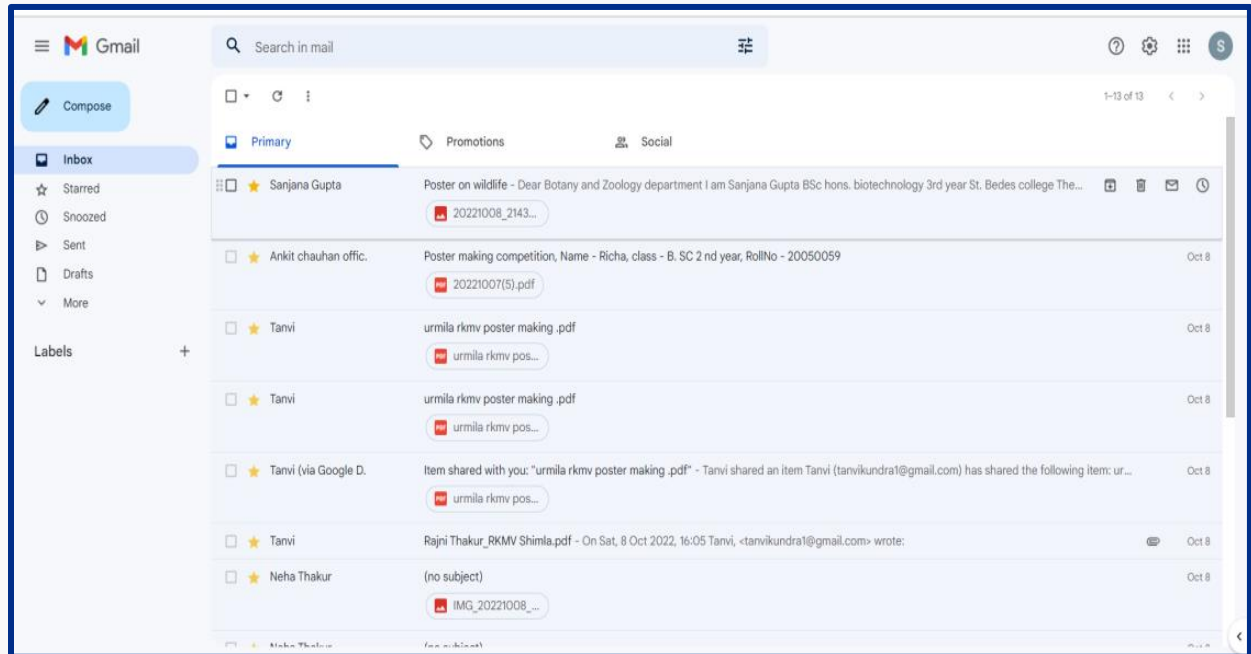 Gmail
Search in mail
S
Compose
1–13 of 13
Primary
Promotions
Social
Inbox
Starred
Snoozed
Sent
Drafts
More
Labels
Sanjana Gupta Poster on wildlife - Dear Botany and Zoology department I am Sanjana Gupta BSc hons. biotechnology 3rd year St. Bedes college The...
20221008_2143...
Ankit chauhan offic. Poster making competition, Name - Richa, class - B. SC 2 nd year, RollNo - 20050059 Oct 8
PDF 20221007(5).pdf
Tanvi urmila rkmv poster making .pdf Oct 8
PDF urmila rkmv pos...
Tanvi urmila rkmv poster making .pdf Oct 8
PDF urmila rkmv pos...
Tanvi (via Google D. Item shared with you: "urmila rkmv poster making .pdf" - Tanvi shared an item Tanvi (tanvikundra1@gmail.com) has shared the following item: ur... Oct 8
PDF urmila rkmv pos...
Tanvi Rajni Thakur_RKMV Shimla.pdf - On Sat, 8 Oct 2022, 16:05 Tanvi, <tanvikundra1@gmail.com> wrote: Oct 8
Neha Thakur (no subject) Oct 8
IMG_20221008_...